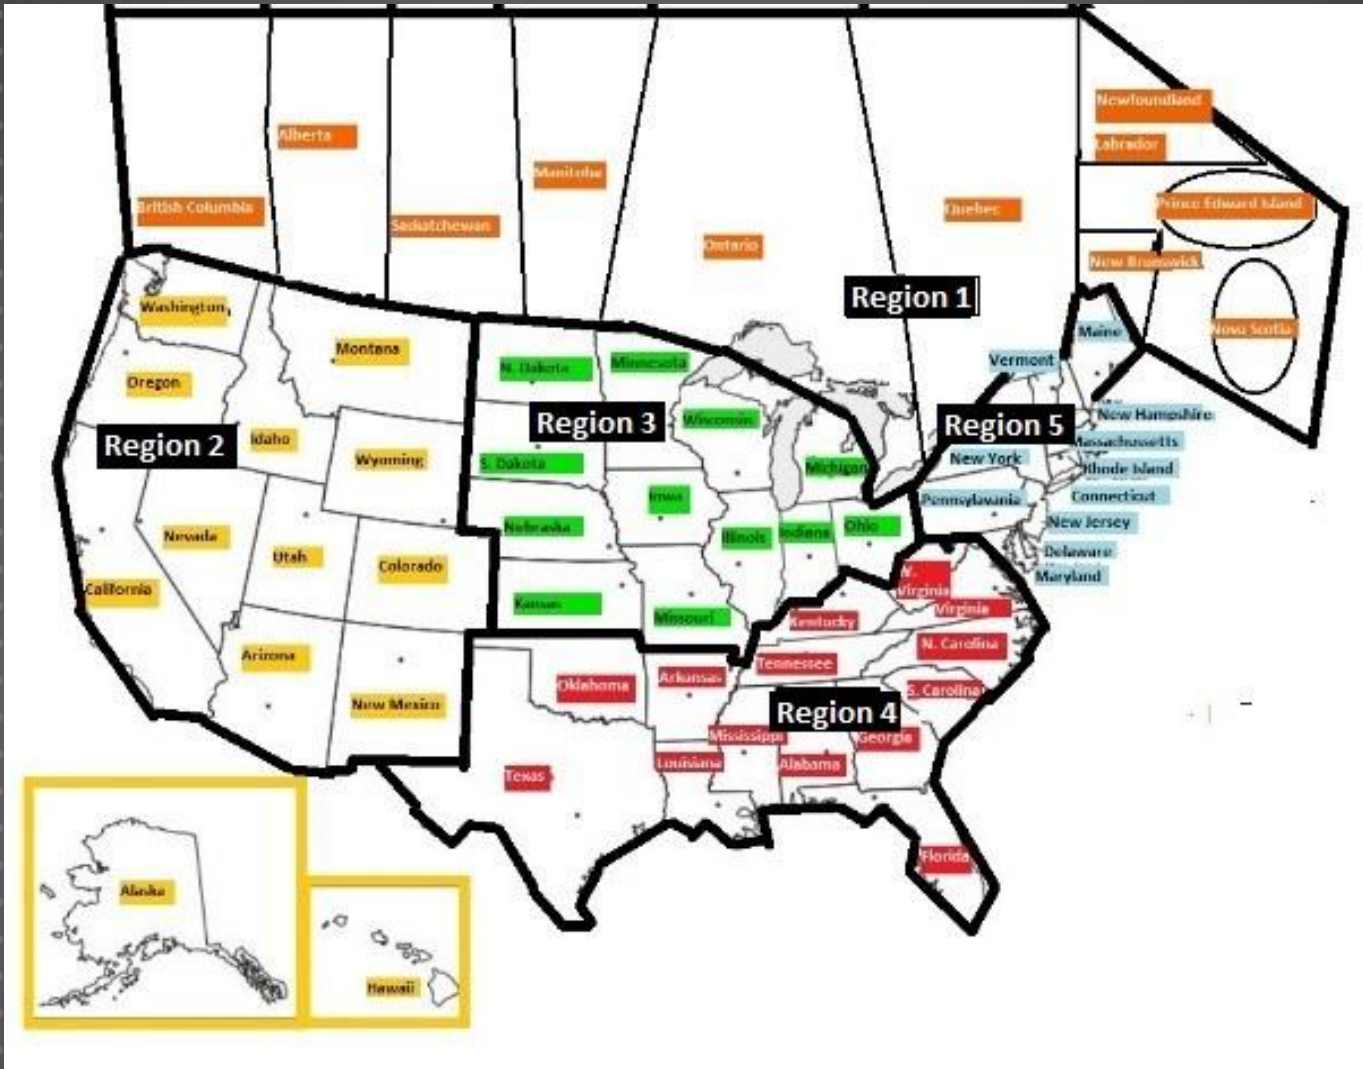 Newfoundland
Alberta
Labrador
Manitoba
British Columbia
Prince Edward Island
Quebec
Saskatchewan
Ontario
New Brunswick
Region 1
Washington
Nova Scotia
Maine
Montana
Vermont
Minnesota
N. Dakota
Oregon
New Hampshire
Wisconsin
Region 3
Region 5
Idaho
Region 2
Massachusetts
Wyoming
New York
S. Dakota
Michigan
Rhode Island
Iowa
Pennsylavania
Connecticut
New Jersey
Nebraska
Ohio
Indiana
Nevada
Illinois
Delaware
Utah
Colorado
W.
Virginia
Maryland
California
Kansas
Virginia
Missouri
Kentucky
N. Carolina
Arizona
Tennessee
Arkansas
Oklahoma
S. Carolina
New Mexico
Region 4
Mississippi
Georgia
Louisiana
Alabama
Texas
Florida
Alaska
Hawaii